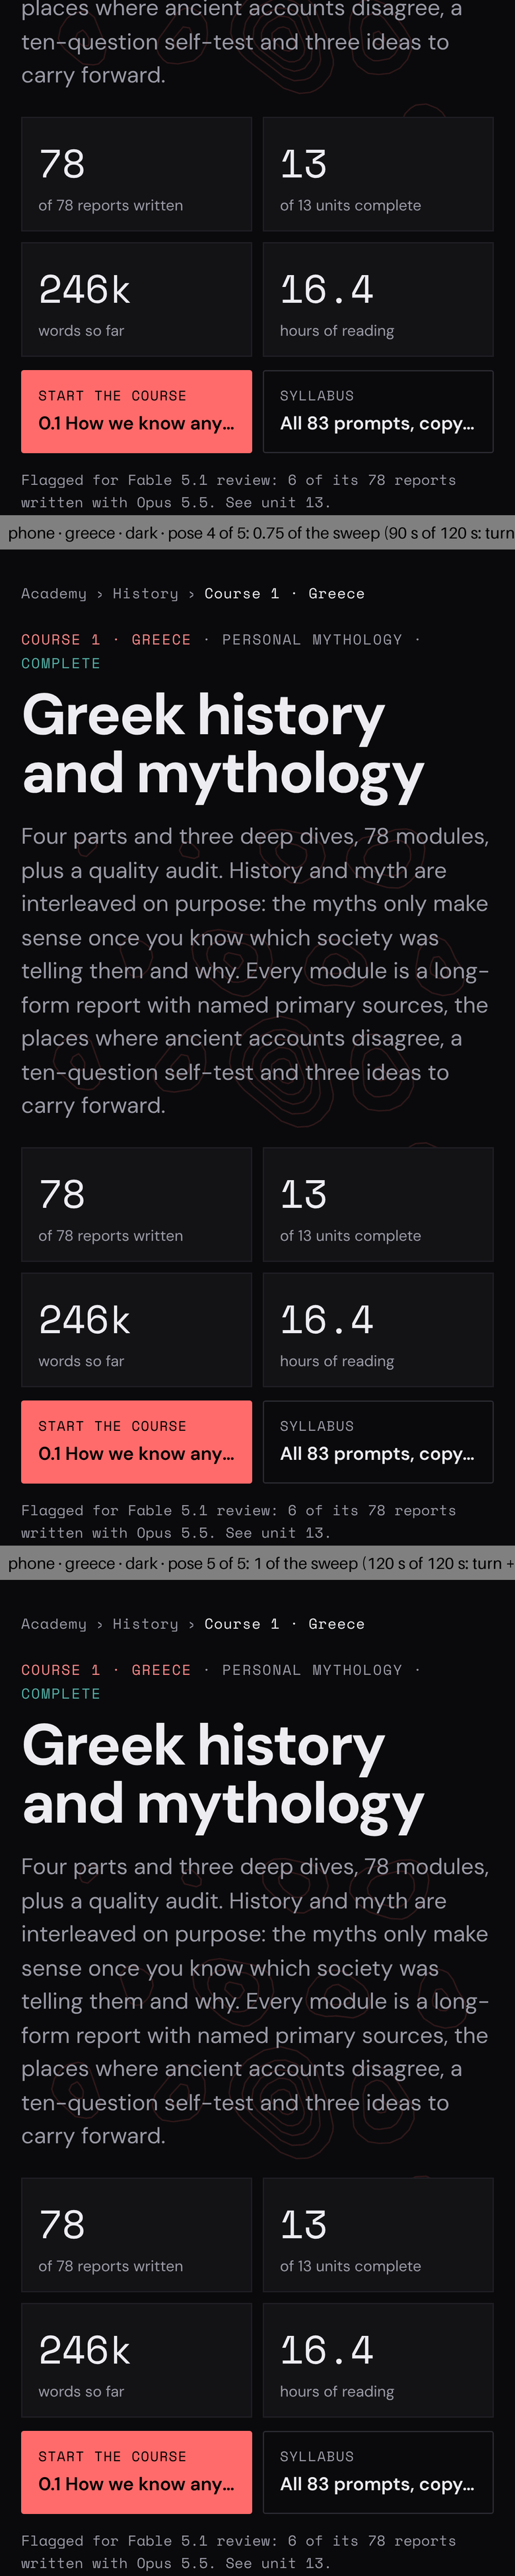 places where ancient accounts disagree, a
ten-question self-test and three ideas to
carry forward.
78
of 78 reports written
13
of 13 units complete
246k
words so far
16.4
hours of reading
START THE COURSE
0.1 How we know any...
SYLLABUS
All 83 prompts, copy...
Flagged for Fable 5.1 review: 6 of its 78 reports
written with Opus 5.5. See unit 13.
phone · greece · dark · pose 4 of 5: 0.75 of the sweep (90 s of 120 s: turn
Academy › History › Course 1 · Greece
COURSE 1 · GREECE · PERSONAL MYTHOLOGY ·
COMPLETE
Greek history
and mythology
Four parts and three deep dives, 78 modules,
plus a quality audit. History and myth are
interleaved on purpose: the myths only make
sense once you know which society was
telling them and why. Every module is a long-
form report with named primary sources, the
places where ancient accounts disagree, a
ten-question self-test and three ideas to
carry forward.
78
of 78 reports written
13
of 13 units complete
246k
words so far
16.4
hours of reading
START THE COURSE
0.1 How we know any...
SYLLABUS
All 83 prompts, copy...
Flagged for Fable 5.1 review: 6 of its 78 reports
written with Opus 5.5. See unit 13.
phone · greece · dark · pose 5 of 5: 1 of the sweep (120 s of 120 s: turn +
Academy › History › Course 1 · Greece
COURSE 1 · GREECE · PERSONAL MYTHOLOGY ·
COMPLETE
Greek history
and mythology
Four parts and three deep dives, 78 modules,
plus a quality audit. History and myth are
interleaved on purpose: the myths only make
sense once you know which society was
telling them and why. Every module is a long-
form report with named primary sources, the
places where ancient accounts disagree, a
ten-question self-test and three ideas to
carry forward.
78
of 78 reports written
13
of 13 units complete
246k
words so far
16.4
hours of reading
START THE COURSE
0.1 How we know any...
SYLLABUS
All 83 prompts, copy...
Flagged for Fable 5.1 review: 6 of its 78 reports
written with Opus 5.5. See unit 13.